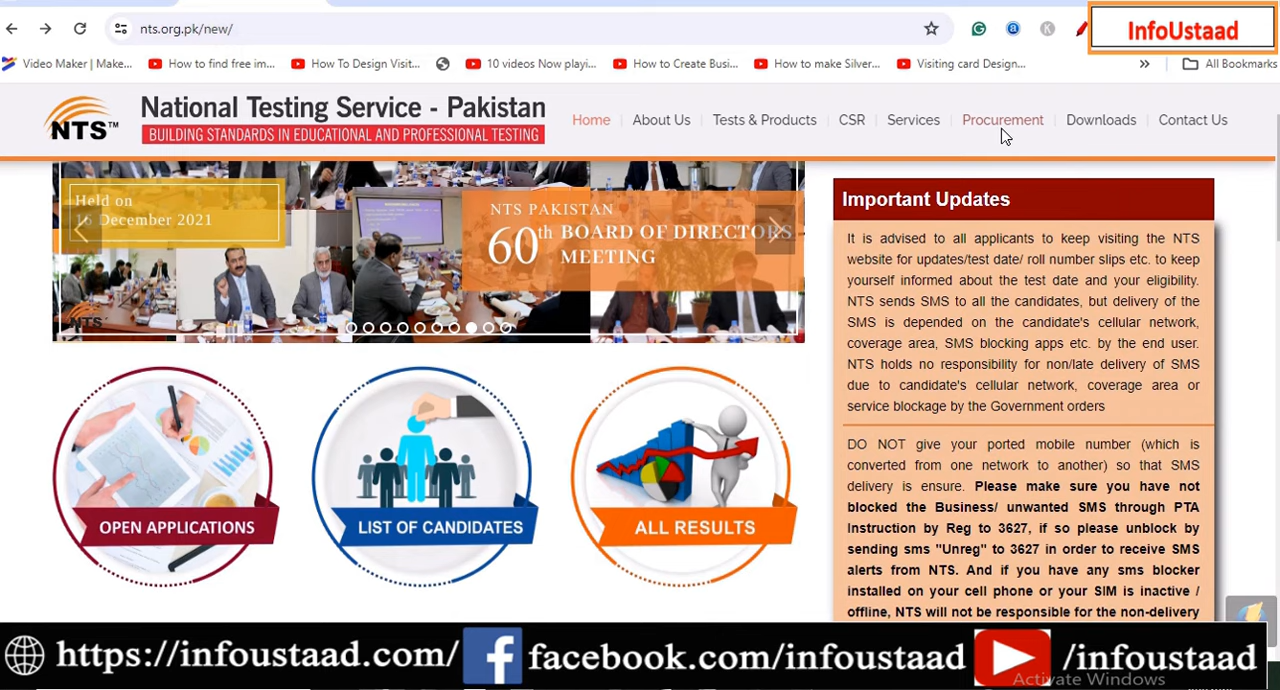 nts.org.pk/new/
InfoUstaad
Video Maker | Make...
How to find free im...
How To Design Visit...
10 videos Now playi...
How to Create Busi...
How to make Silver...
Visiting card Design...
»
All Bookmarks
NTS™
National Testing Service - Pakistan
BUILDING STANDARDS IN EDUCATIONAL AND PROFESSIONAL TESTING
Home
About Us
Tests & Products
CSR
Services
Procurement
Downloads
Contact Us
Held on
16 December 2021
NTS PAKISTAN
60th BOARD OF DIRECTORS
MEETING
NTS
OPEN APPLICATIONS
LIST OF CANDIDATES
ALL RESULTS
Important Updates
It is advised to all applicants to keep visiting the NTS
website for updates/test date/ roll number slips etc. to keep
yourself informed about the test date and your eligibility.
NTS sends SMS to all the candidates, but delivery of the
SMS is depended on the candidate's cellular network,
coverage area, SMS blocking apps etc. by the end user.
NTS holds no responsibility for non/late delivery of SMS
due to candidate's cellular network, coverage area or
service blockage by the Government orders
DO NOT give your ported mobile number (which is
converted from one network to another) so that SMS
delivery is ensure. Please make sure you have not
blocked the Business/ unwanted SMS through PTA
Instruction by Reg to 3627, if so please unblock by
sending sms "Unreg" to 3627 in order to receive SMS
alerts from NTS. And if you have any sms blocker
installed on your cell phone or your SIM is inactive /
offline, NTS will not be responsible for the non-delivery
https://infoustaad.com/
facebook.com/infoustaad
/infoustaad
Activate Windows